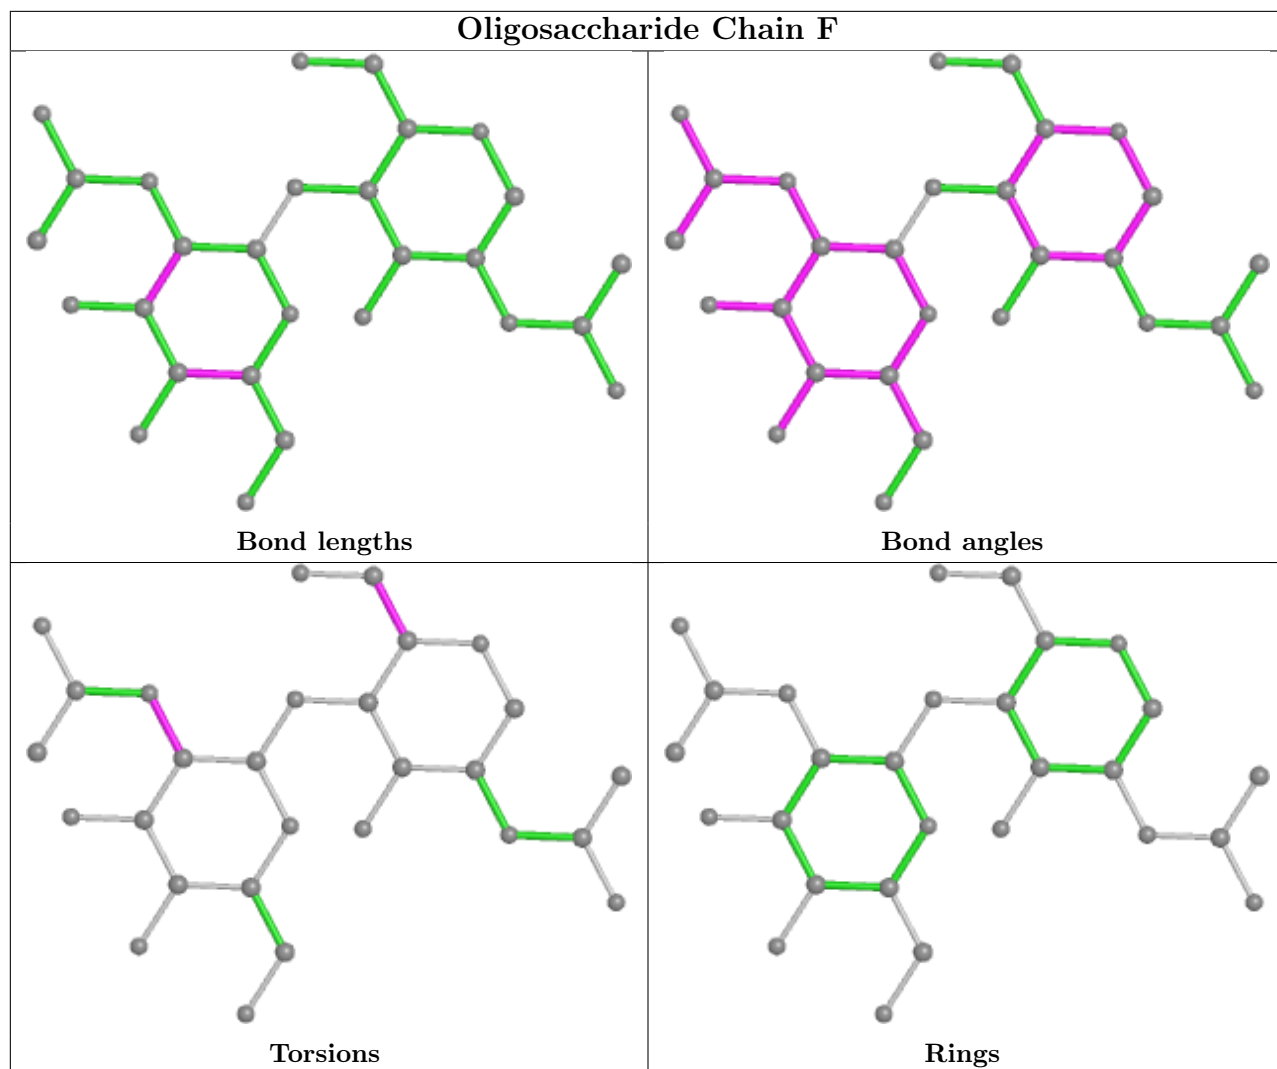 Oligosaccharide Chain F
Bond lengths
Bond angles
Torsions
Rings